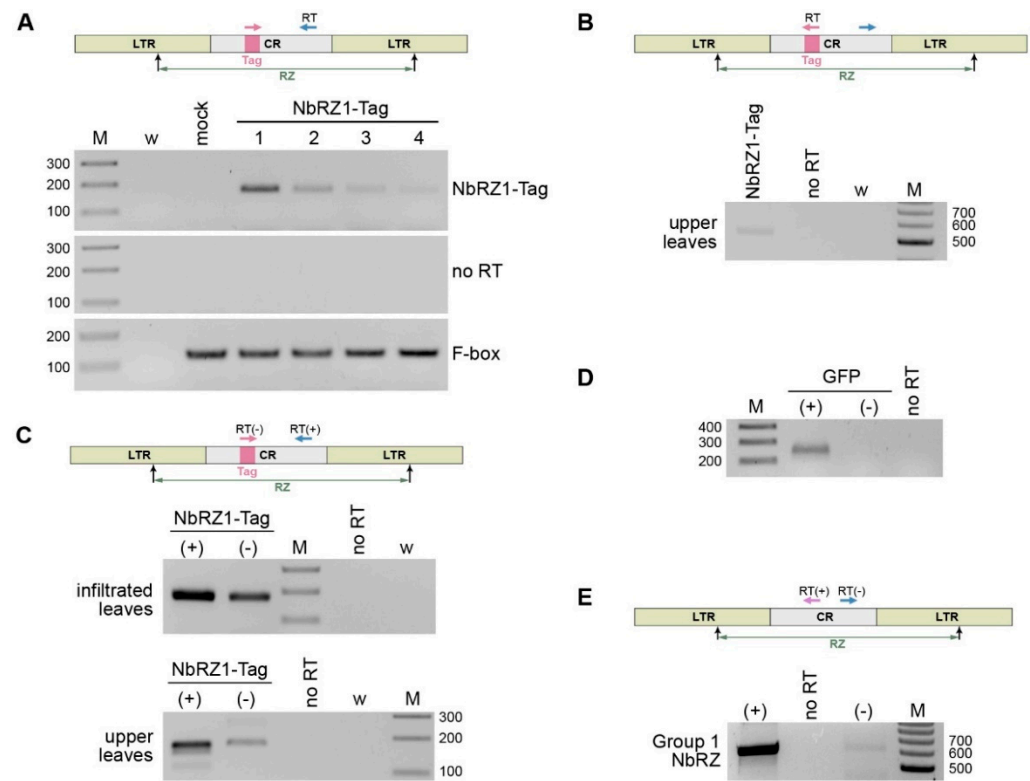 A
RT
LTR CR LTR
Tag
RZ
NbRZ1-Tag
M w mock 1 2 3 4
300
200
100
NbRZ1-Tag
300
200
100
no RT
200
100
F-box
B
RT
LTR CR LTR
Tag
RZ
NbRZ1-Tag no RT w M
upper
leaves
700
600
500
C
RT(-) RT(+)
LTR CR LTR
Tag
RZ
NbRZ1-Tag
(+) (-) M no RT w
infiltrated
leaves
NbRZ1-Tag
(+) (-) no RT w M
upper
leaves
300
200
100
D
GFP
M (+) (-) no RT
400
300
200
E
RT(+) RT(-)
LTR CR LTR
RZ
(+) no RT (-) M
Group 1
NbRZ
700
600
500